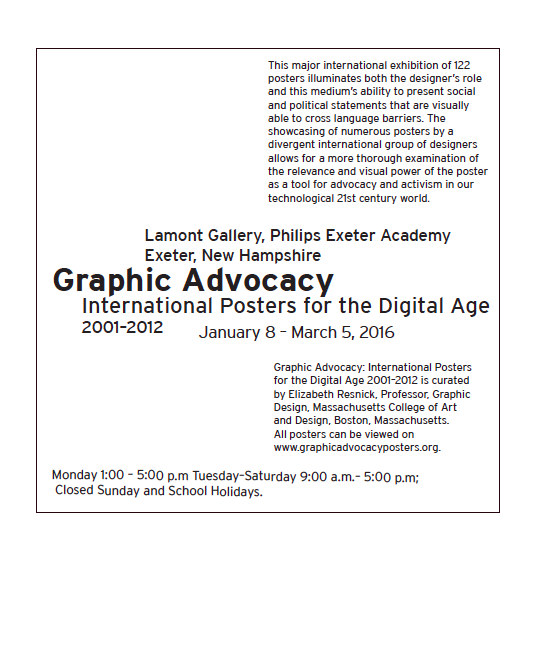 This major international exhibition of 122
posters illuminates both the designer's role
and this medium's ability to present social
and political statements that are visually
able to cross language barriers. The
showcasing of numerous posters by a
divergent international group of designers
allows for a more thorough examination of
the relevance and visual power of the poster
as a tool for advocacy and activism in our
technological 21st century world.
Lamont Gallery, Philips Exeter Academy
Exeter, New Hampshire
Graphic Advocacy
International Posters for the Digital Age
2001–2012 January 8 – March 5, 2016
Graphic Advocacy: International Posters
for the Digital Age 2001–2012 is curated
by Elizabeth Resnick, Professor, Graphic
Design, Massachusetts College of Art
and Design, Boston, Massachusetts.
All posters can be viewed on
www.graphicadvocacyposters.org.
Monday 1:00 – 5:00 p.m Tuesday–Saturday 9:00 a.m.– 5:00 p.m;
Closed Sunday and School Holidays.